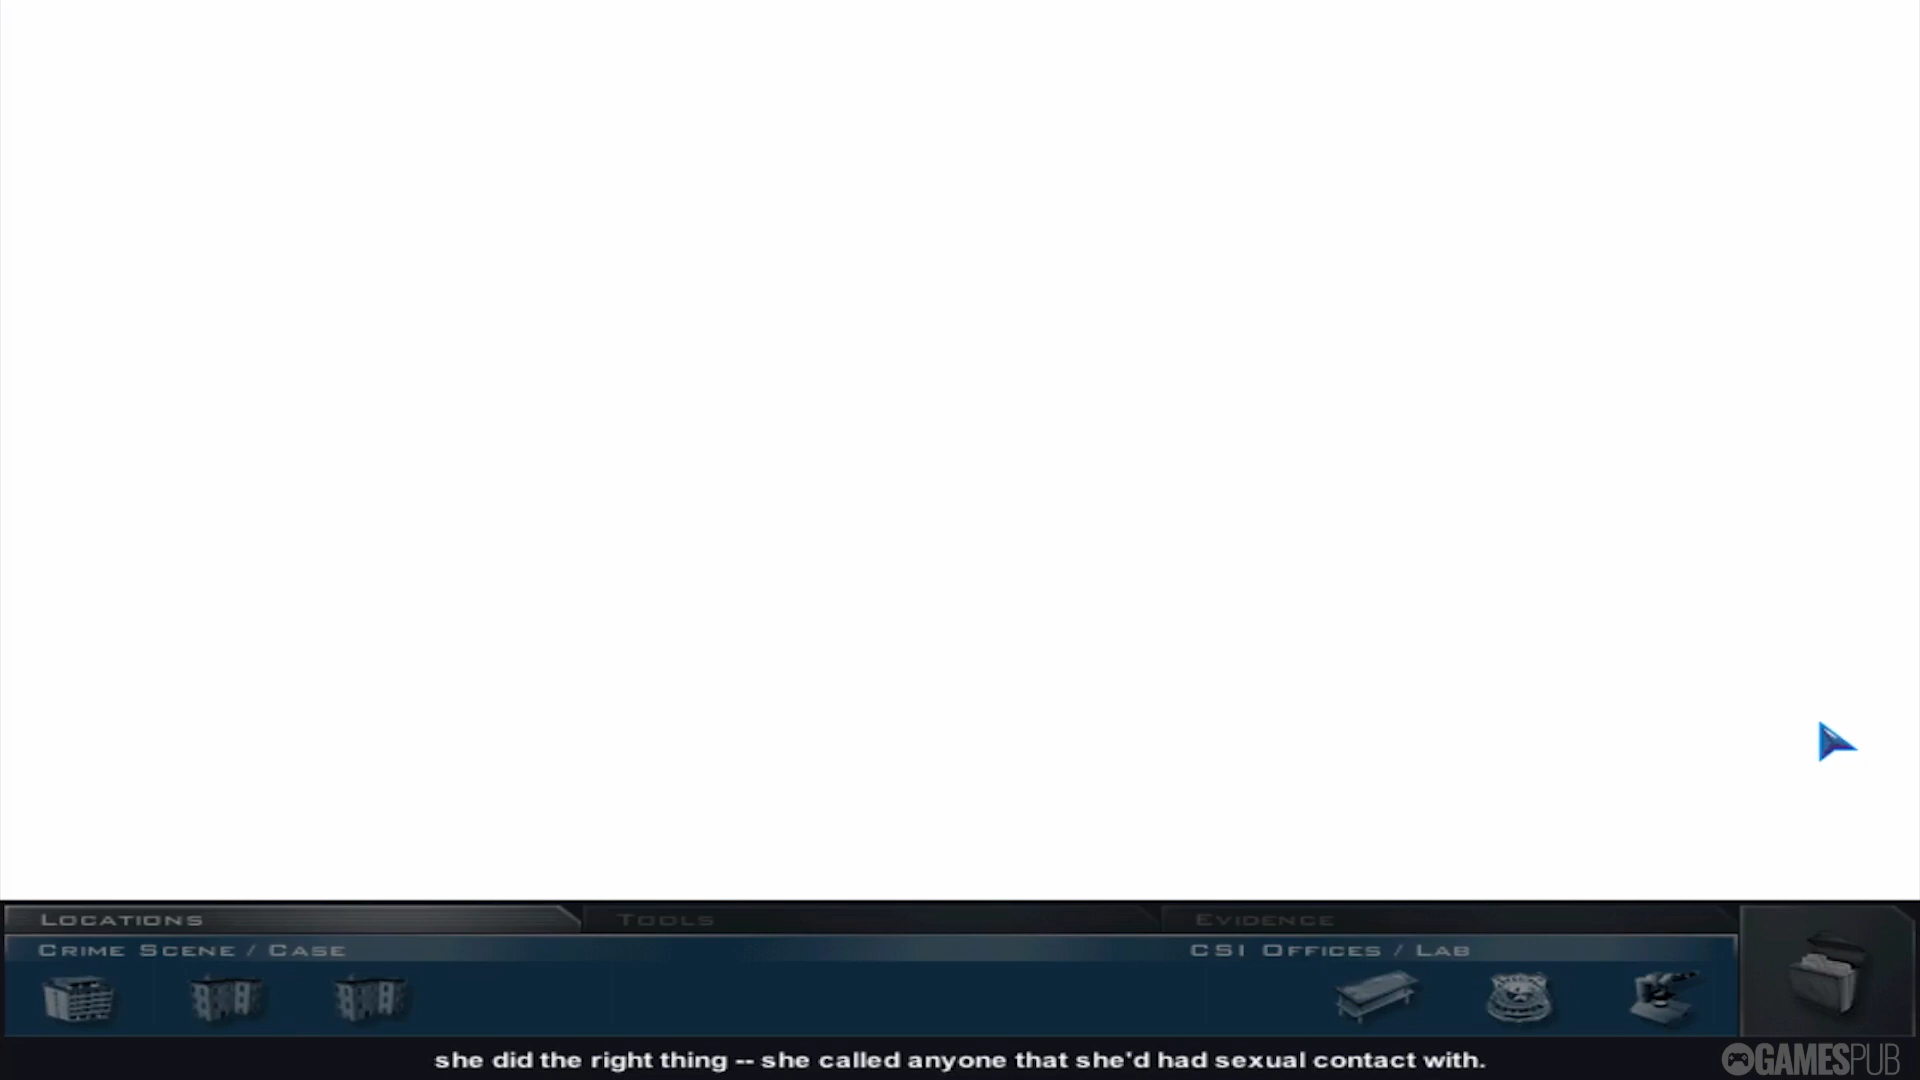 LOCATIONS
TOOLS
EVIDENCE
CRIME SCENE / CASE
CSI OFFICES / LAB
she did the right thing -- she called anyone that she'd had sexual contact with.
GAMESPUB